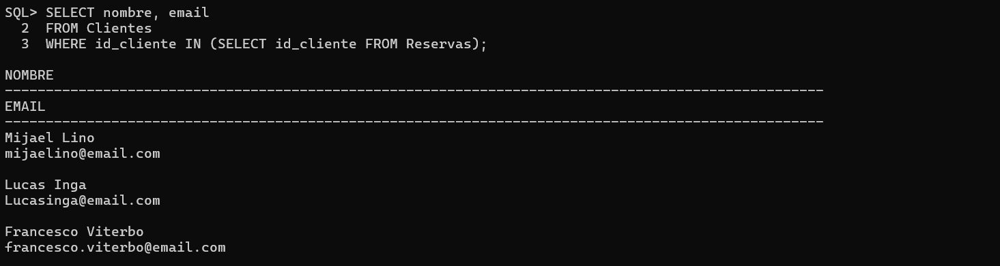 SQL> SELECT nombre, email
  2  FROM Clientes
  3  WHERE id_cliente IN (SELECT id_cliente FROM Reservas);
NOMBRE
----------------------------------------------------------------------------------------------------
EMAIL
----------------------------------------------------------------------------------------------------
Mijael Lino
mijaelino@email.com
Lucas Inga
Lucasinga@email.com
Francesco Viterbo
francesco.viterbo@email.com